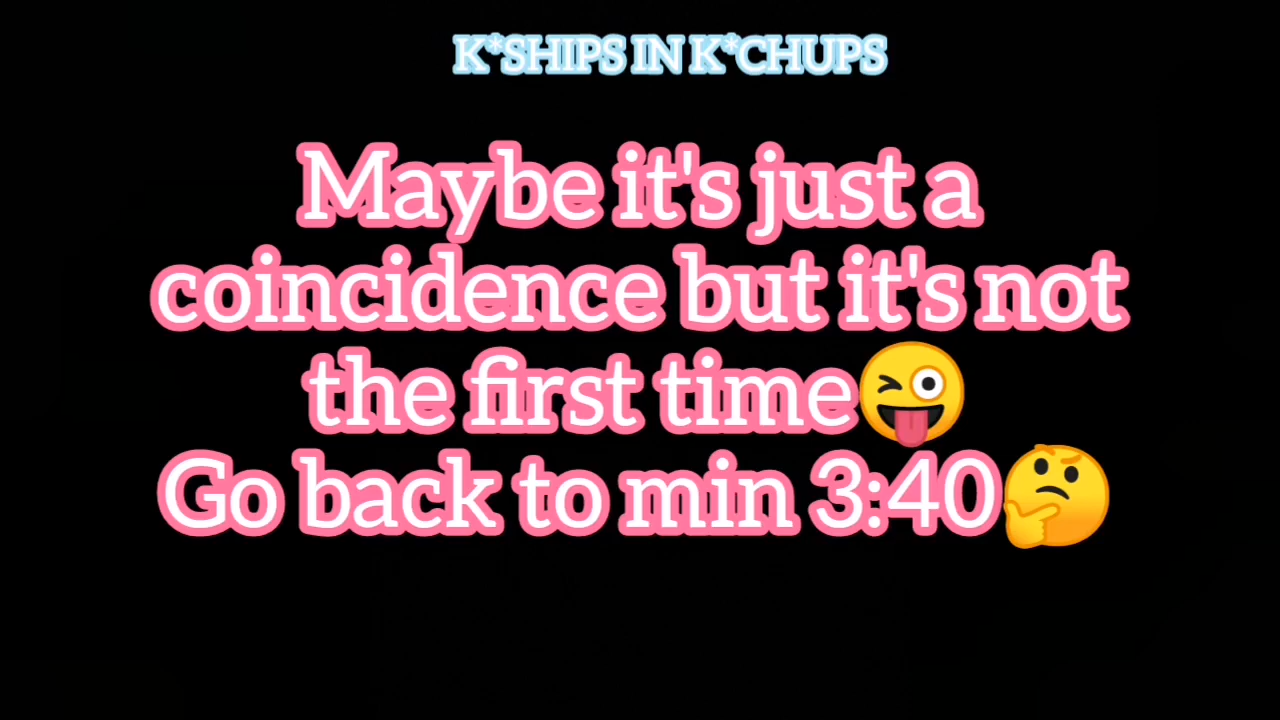 K*SHIPS IN K*CHUPS
Maybe it's just a
coincidence but it's not
the first time😜
Go back to min 3:40🤔